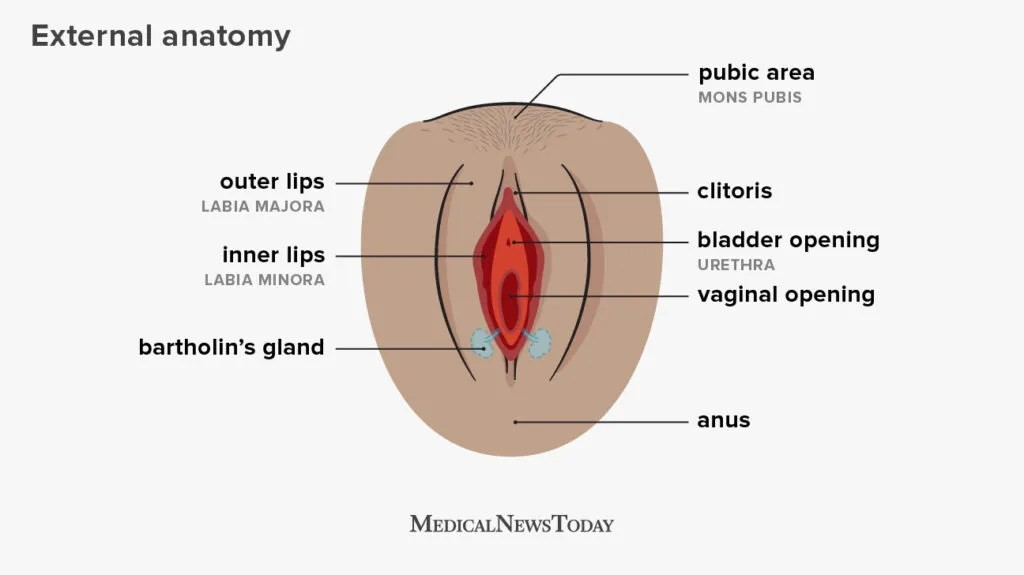 External anatomy
pubic area
MONS PUBIS
outer lips
LABIA MAJORA
clitoris
inner lips
LABIA MINORA
bladder opening
URETHRA
vaginal opening
bartholin’s gland
anus
MEDICALNEWSTODAY